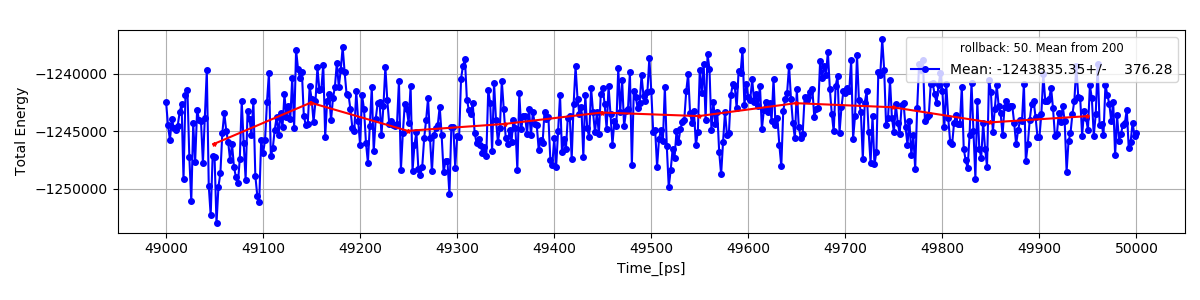 rollback: 50. Mean from 200
Mean: -1243835.35+/- 376.28
Total Energy
−1240000
−1245000
−1250000
49000 49100 49200 49300 49400 49500 49600 49700 49800 49900 50000
Time_[ps]